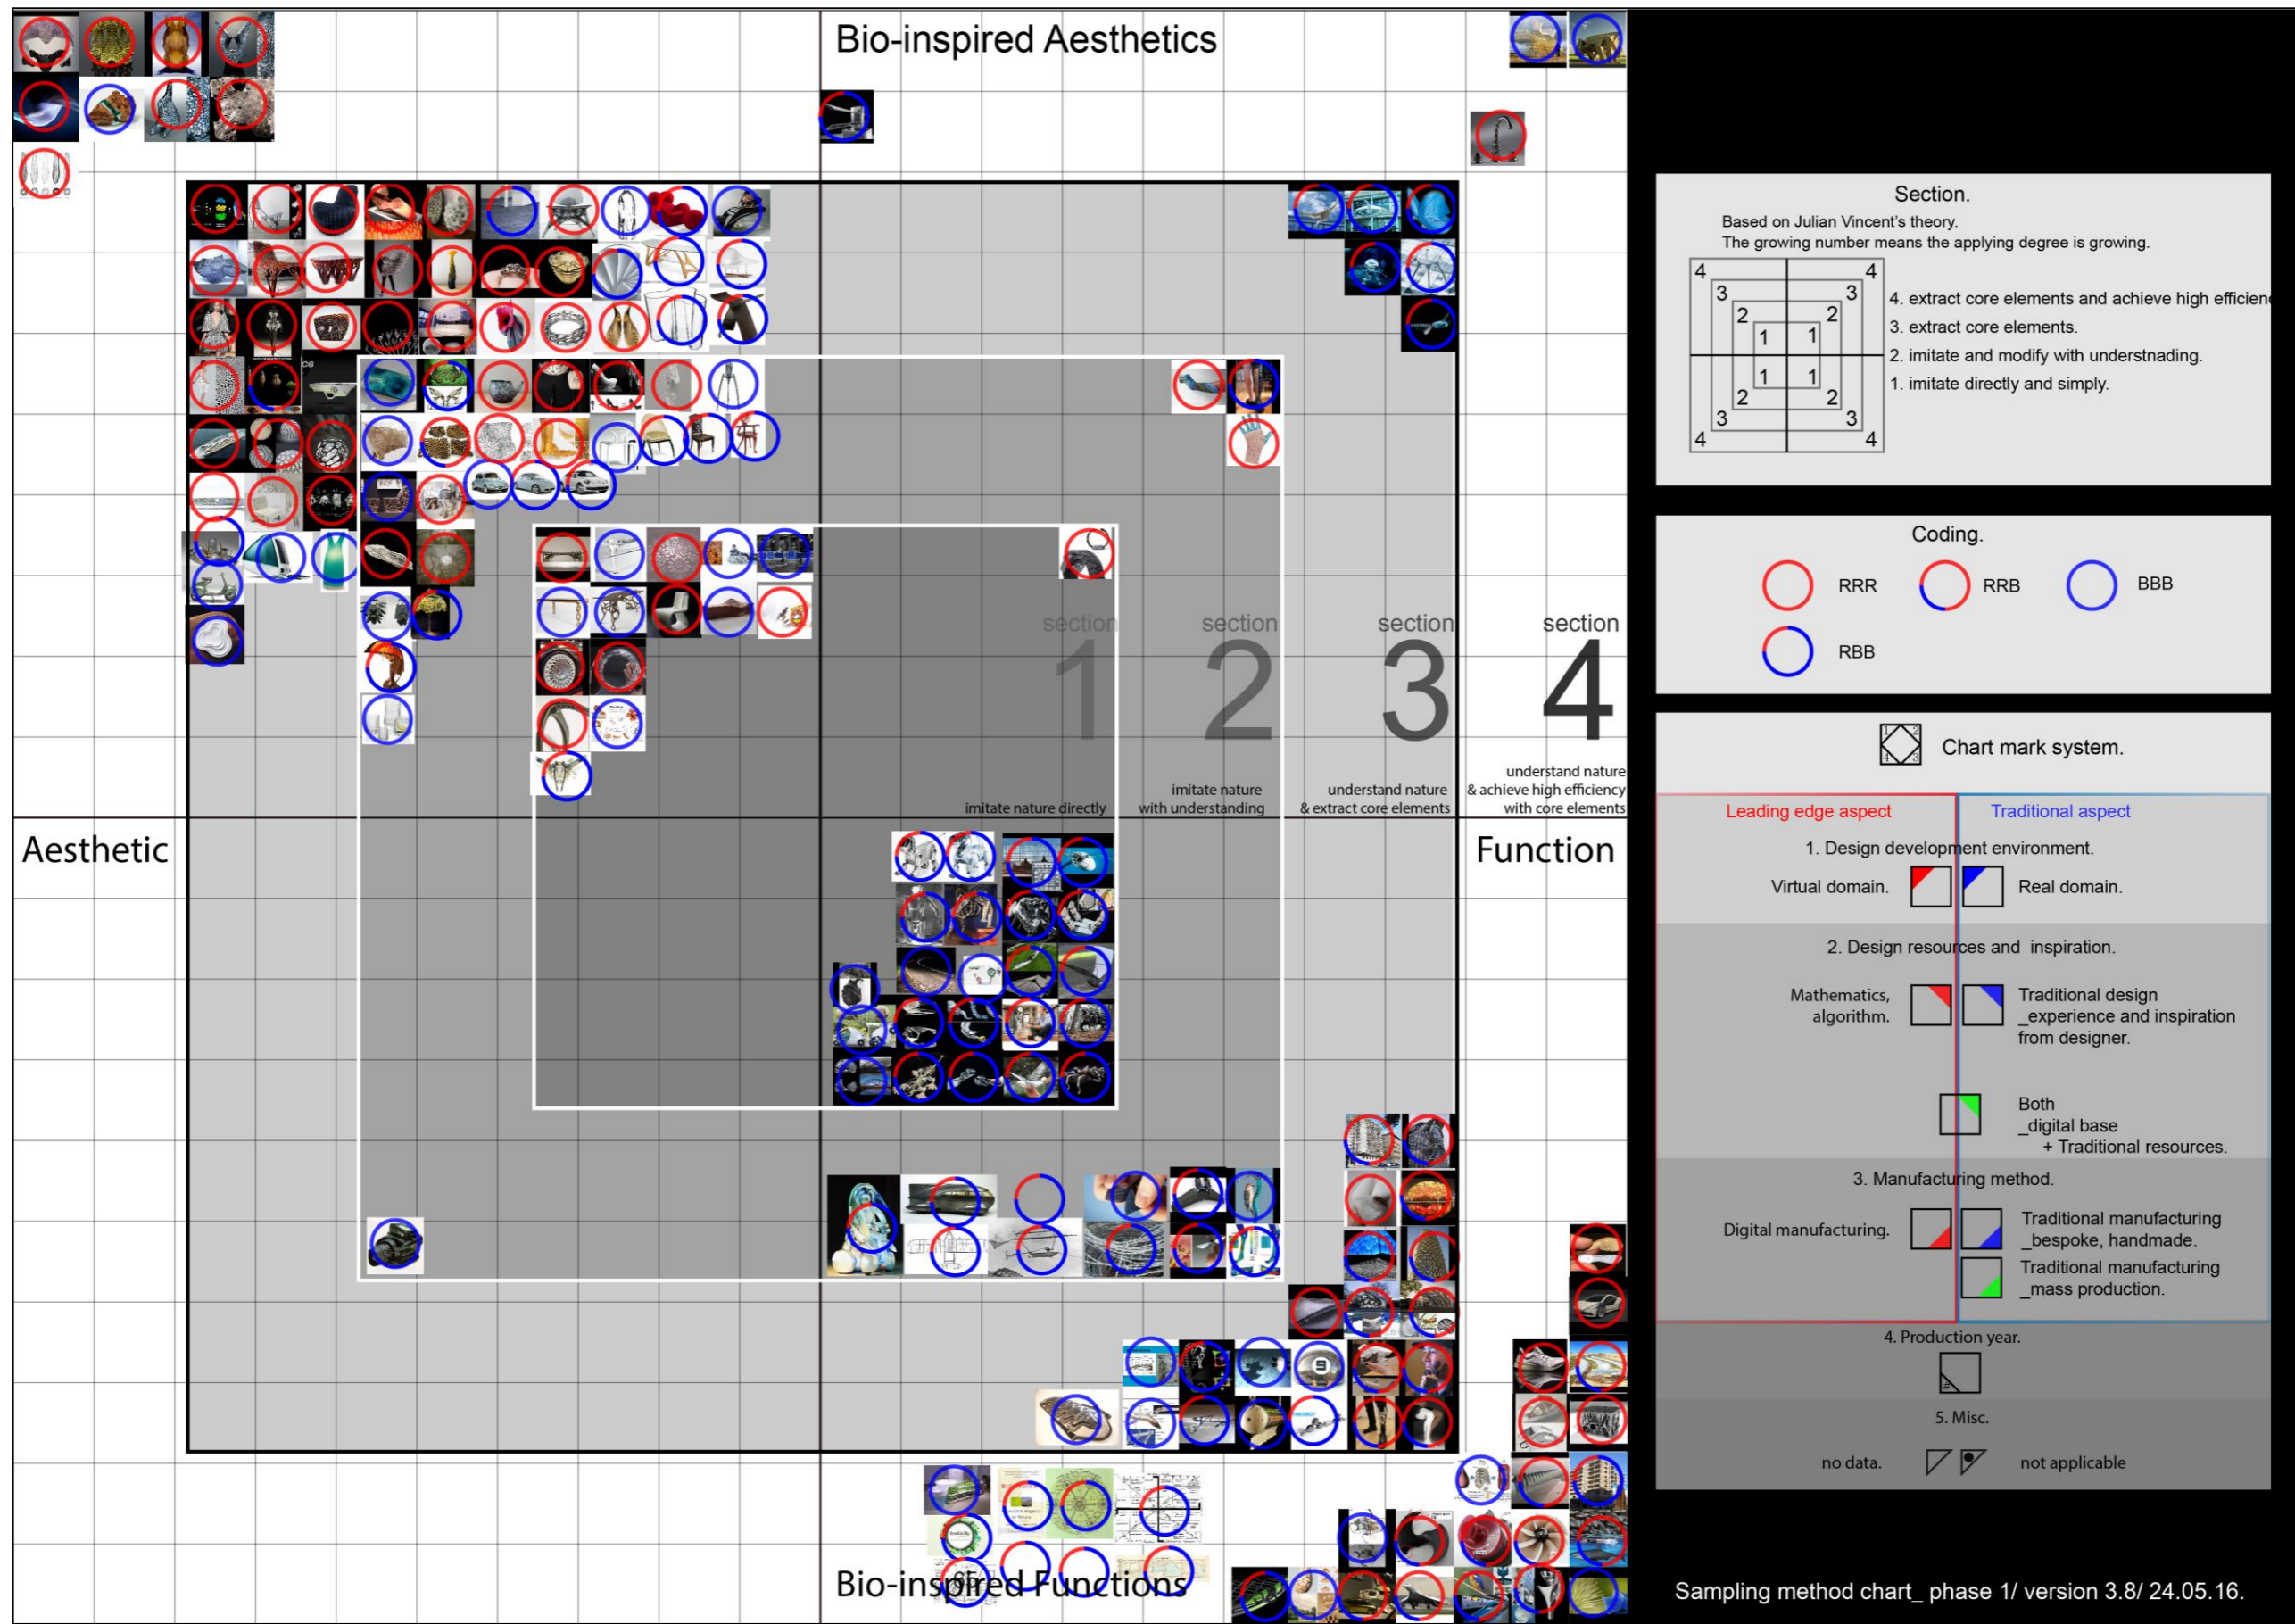 Bio-inspired Aesthetics
section
1
imitate nature directly
section
2
imitate nature
with understanding
section
3
understand nature
& extract core elements
section
4
understand nature
& achieve high efficiency
with core elements
Aesthetic
Function
Bio-inspired Functions
Section.
Based on Julian Vincent's theory.
The growing number means the applying degree is growing.
4 4
3 3
2 2
1 1
1 1
2 2
3 3
4 4
4. extract core elements and achieve high efficien
3. extract core elements.
2. imitate and modify with understnading.
1. imitate directly and simply.
Coding.
RRR
RRB
BBB
RBB
1 2
4 3
Chart mark system.
Leading edge aspect
Traditional aspect
1. Design development environment.
Virtual domain.
Real domain.
2. Design resources and inspiration.
Mathematics,
algorithm.
Traditional design
_experience and inspiration
from designer.
Both
_digital base
+ Traditional resources.
3. Manufacturing method.
Digital manufacturing.
Traditional manufacturing
_bespoke, handmade.
Traditional manufacturing
_mass production.
4. Production year.
#
5. Misc.
no data.
not applicable
Sampling method chart_ phase 1/ version 3.8/ 24.05.16.